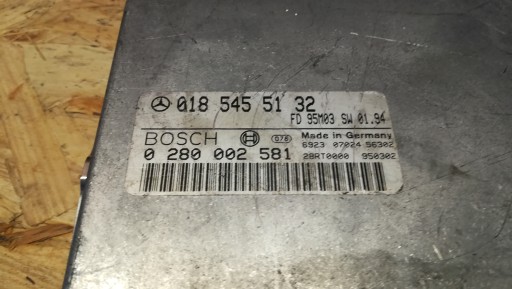 018 545 51 32
FD 95M03 SW 01.94
BOSCH 076 Made in Germany
0 280 002 581
6923 07024 56302
28RT0000 950302